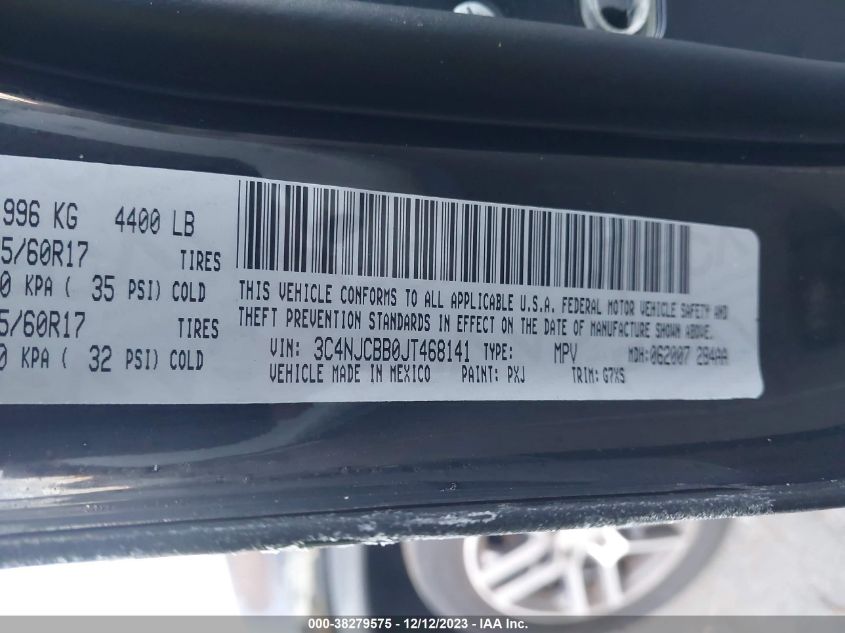 996 KG 4400 LB
5/60R17 TIRES
0 KPA ( 35 PSI) COLD
5/60R17 TIRES
0 KPA ( 32 PSI) COLD
THIS VEHICLE CONFORMS TO ALL APPLICABLE U.S.A. FEDERAL MOTOR VEHICLE SAFETY AND
THEFT PREVENTION STANDARDS IN EFFECT ON THE DATE OF MANUFACTURE SHOWN ABOVE.
VIN: 3C4NJCBB0JT468141 TYPE: MPV MDH:062007 284AA
VEHICLE MADE IN MEXICO PAINT: PXJ TRIM: G7XS
000-38279575 - 12/12/2023 - IAA Inc.